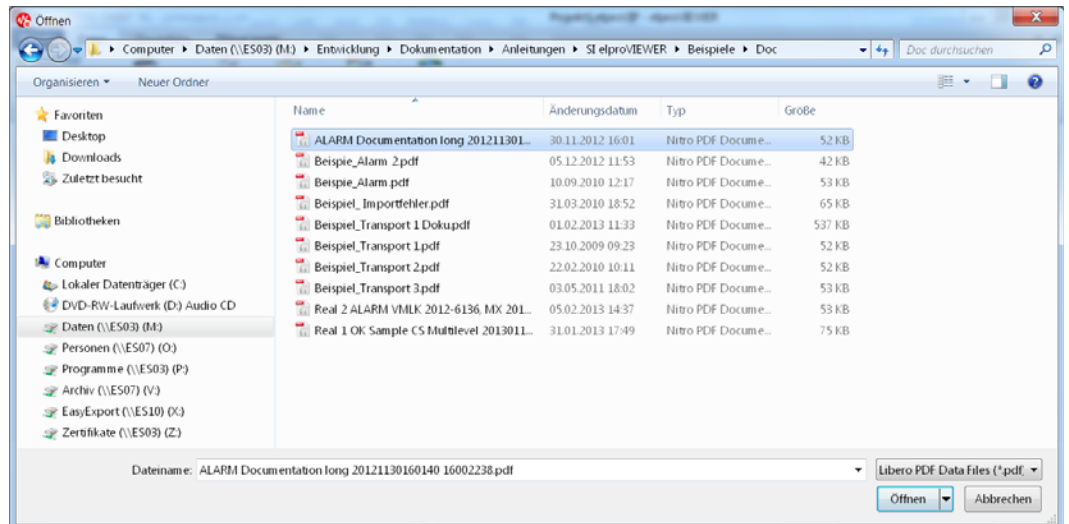 Öffnen
Computer ▸ Daten (\\ES03) (M:) ▸ Entwicklung ▸ Dokumentation ▸ Anleitungen ▸ SI elproVIEWER ▸ Beispiele ▸ Doc
Doc durchsuchen
Organisieren
Neuer Ordner
Favoriten
Desktop
Downloads
Zuletzt besucht
Bibliotheken
Computer
Lokaler Datenträger (C:)
DVD-RW-Laufwerk (D:) Audio CD
Daten (\\ES03) (M:)
Personen (\\ES07) (O:)
Programme (\\ES03) (P:)
Archiv (\\ES07) (V:)
EasyExport (\\ES10) (X:)
Zertifikate (\\ES03) (Z:)
Name Änderungsdatum Typ Größe
ALARM Documentation long 201211301... 30.11.2012 16:01 Nitro PDF Docume... 52 KB
Beispie_Alarm 2.pdf 05.12.2012 11:53 Nitro PDF Docume... 42 KB
Beispie_Alarm.pdf 10.09.2010 12:17 Nitro PDF Docume... 53 KB
Beispiel_ Importfehler.pdf 31.03.2010 18:52 Nitro PDF Docume... 65 KB
Beispiel_Transport 1 Doku.pdf 01.02.2013 11:33 Nitro PDF Docume... 537 KB
Beispiel_Transport 1.pdf 23.10.2009 09:23 Nitro PDF Docume... 52 KB
Beispiel_Transport 2.pdf 22.02.2010 10:11 Nitro PDF Docume... 52 KB
Beispiel_Transport 3.pdf 03.05.2011 18:02 Nitro PDF Docume... 53 KB
Real 2 ALARM VMLK 2012-6136, MX 201... 05.02.2013 14:37 Nitro PDF Docume... 53 KB
Real 1 OK Sample CS Multilevel 2013011... 31.01.2013 17:49 Nitro PDF Docume... 75 KB
Dateiname: ALARM Documentation long 20121130160140 16002238.pdf
Libero PDF Data Files (*.pdf,
Öffnen
Abbrechen